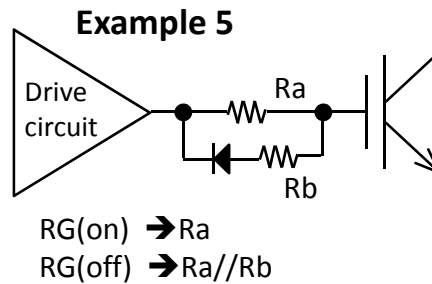 Example 5
Drive
circuit
Ra
Rb
RG(on) ➔Ra
RG(off) ➔Ra//Rb